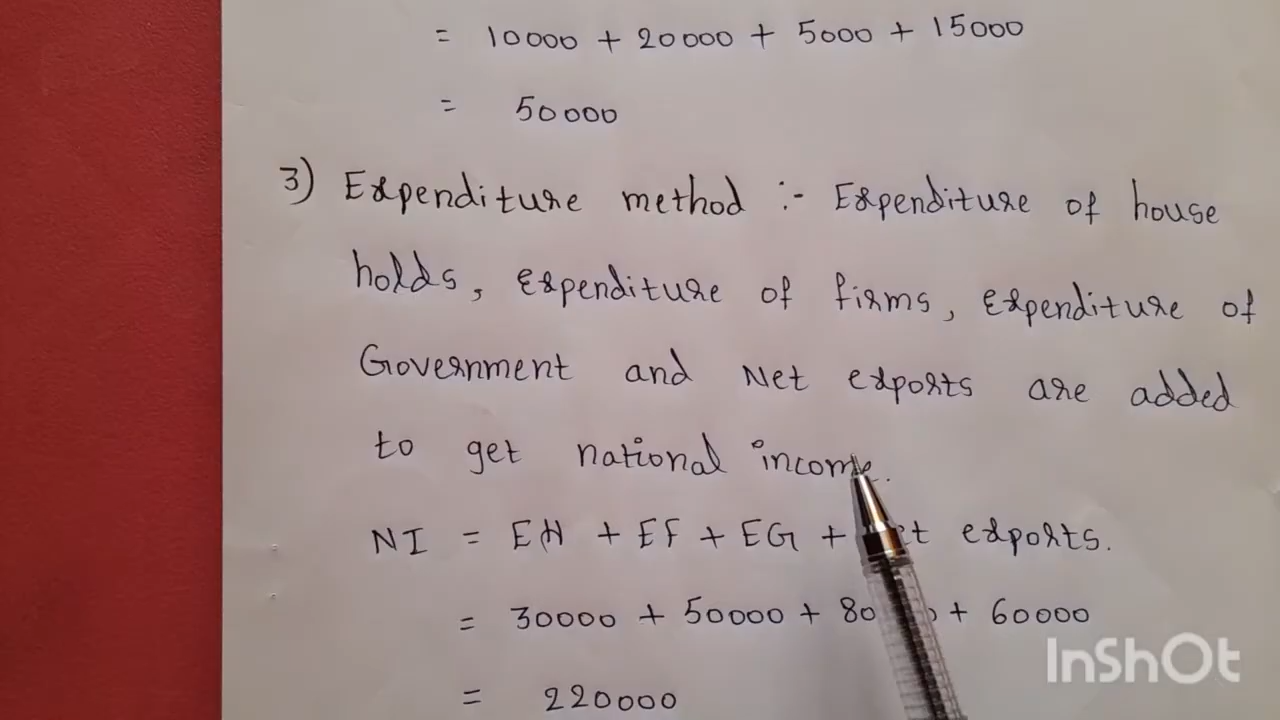 = 10000 + 20000 + 5000 + 15000
= 50000
3) Expenditure method :- Expenditure of house
holds, expenditure of firms, expenditure of
Government and Net exports are added
to get national income.
NI = EH + EF + EG + exports.
= 30000 + 50000 + + 60000
= 220000
InShOt